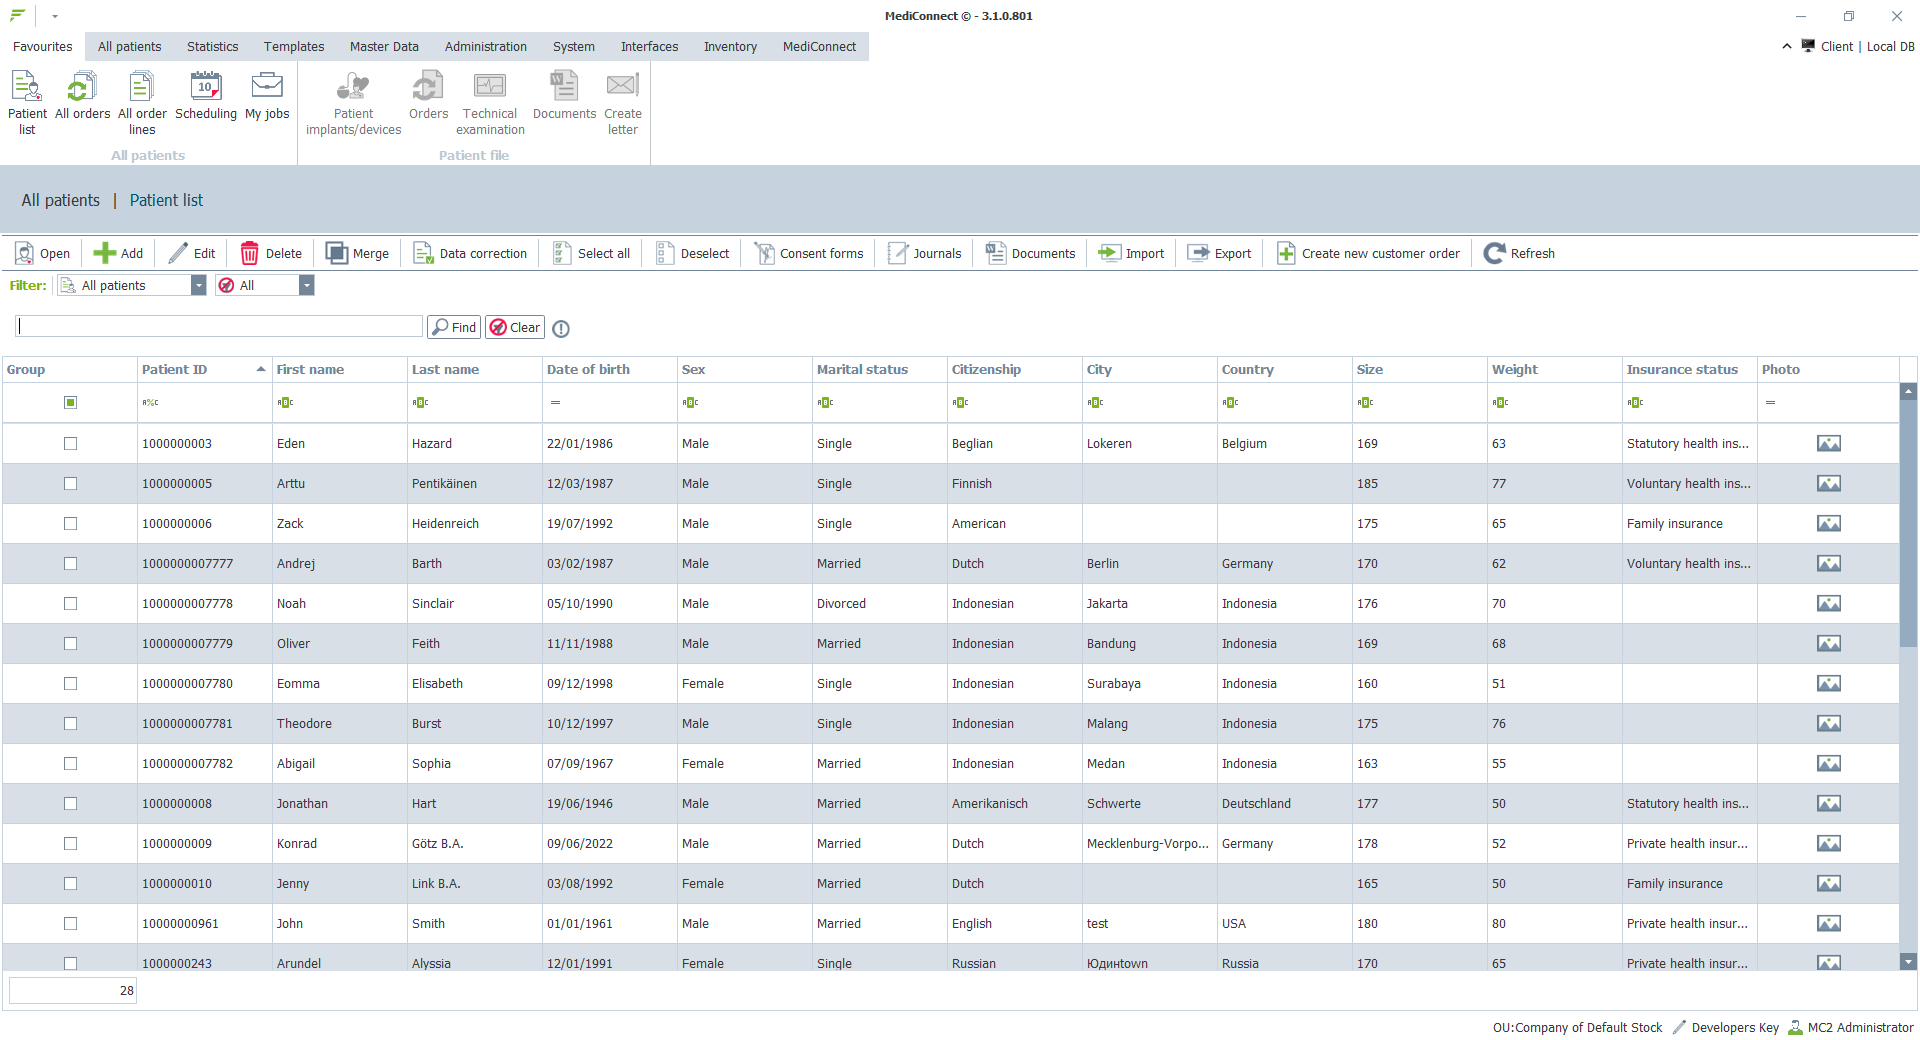 MediConnect © - 3.1.0.801
Favourites All patients Statistics Templates Master Data Administration System Interfaces Inventory MediConnect
Client | Local DB
Patient list All orders All order lines Scheduling My jobs Patient implants/devices Orders Technical examination Documents Create letter
All patients Patient file
All patients | Patient list
Open Add Edit Delete Merge Data correction Select all Deselect Consent forms Journals Documents Import Export Create new customer order Refresh
Filter: All patients All
Find Clear
Group Patient ID First name Last name Date of birth Sex Marital status Citizenship City Country Size Weight Insurance status Photo
1000000003 Eden Hazard 22/01/1986 Male Single Beglian Lokeren Belgium 169 63 Statutory health ins...
1000000005 Arttu Pentikäinen 12/03/1987 Male Single Finnish 185 77 Voluntary health ins...
1000000006 Zack Heidenreich 19/07/1992 Male Single American 175 65 Family insurance
1000000007777 Andrej Barth 03/02/1987 Male Married Dutch Berlin Germany 170 62 Voluntary health ins...
1000000007778 Noah Sinclair 05/10/1990 Male Divorced Indonesian Jakarta Indonesia 176 70
1000000007779 Oliver Feith 11/11/1988 Male Married Indonesian Bandung Indonesia 169 68
1000000007780 Eomma Elisabeth 09/12/1998 Female Single Indonesian Surabaya Indonesia 160 51
1000000007781 Theodore Burst 10/12/1997 Male Single Indonesian Malang Indonesia 175 76
1000000007782 Abigail Sophia 07/09/1967 Female Married Indonesian Medan Indonesia 163 55
1000000008 Jonathan Hart 19/06/1946 Male Married Amerikanisch Schwerte Deutschland 177 50 Statutory health ins...
1000000009 Konrad Götz B.A. 09/06/2022 Male Married Dutch Mecklenburg-Vorpo... Germany 178 52 Private health insur...
1000000010 Jenny Link B.A. 03/08/1992 Female Married Dutch 165 50 Family insurance
10000000961 John Smith 01/01/1961 Male Married English test USA 180 80 Private health insur...
1000000243 Arundel Alyssia 12/01/1991 Female Single Russian Юдинtown Russia 170 65 Private health insur...
28
OU:Company of Default Stock Developers Key MC2 Administrator